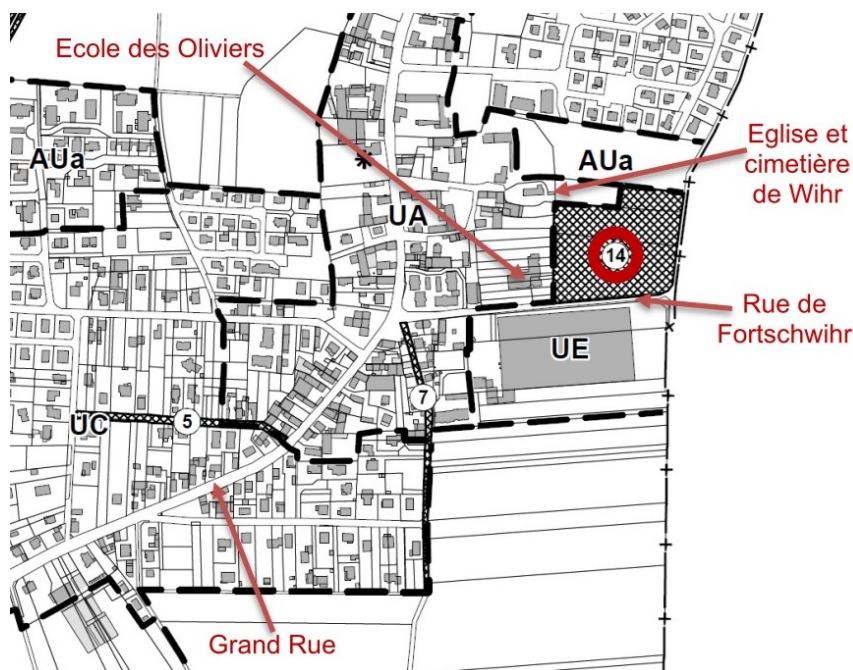 Ecole des Oliviers
Eglise et
cimetière
de Wihr
AUa
AUa
UA
14
Rue de
Fortschwihr
UE
7
5
UC
Grand Rue